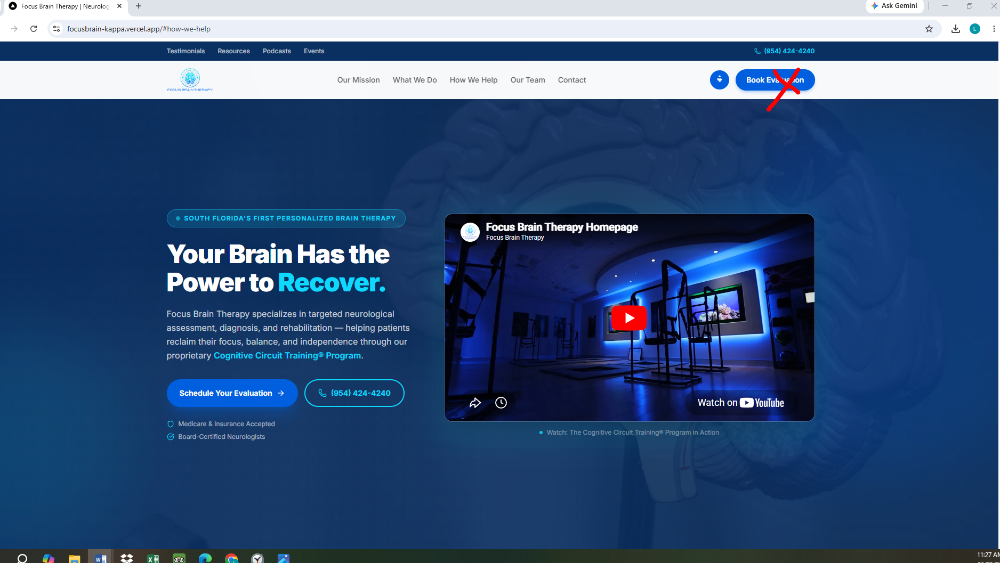 Focus Brain Therapy | Neurolog
Ask Gemini
focusbrain-kappa.vercel.app/#how-we-help
L
Testimonials Resources Podcasts Events (954) 424-4240
FOCUS BRAIN THERAPY
Our Mission What We Do How We Help Our Team Contact
Book Evaluation
SOUTH FLORIDA'S FIRST PERSONALIZED BRAIN THERAPY
Your Brain Has the
Power to Recover.
Focus Brain Therapy specializes in targeted neurological
assessment, diagnosis, and rehabilitation — helping patients
reclaim their focus, balance, and independence through our
proprietary Cognitive Circuit Training® Program.
Schedule Your Evaluation
(954) 424-4240
Medicare & Insurance Accepted
Board-Certified Neurologists
Focus Brain Therapy Homepage
Focus Brain Therapy
Watch on YouTube
Watch: The Cognitive Circuit Training® Program in Action
11:27 AM